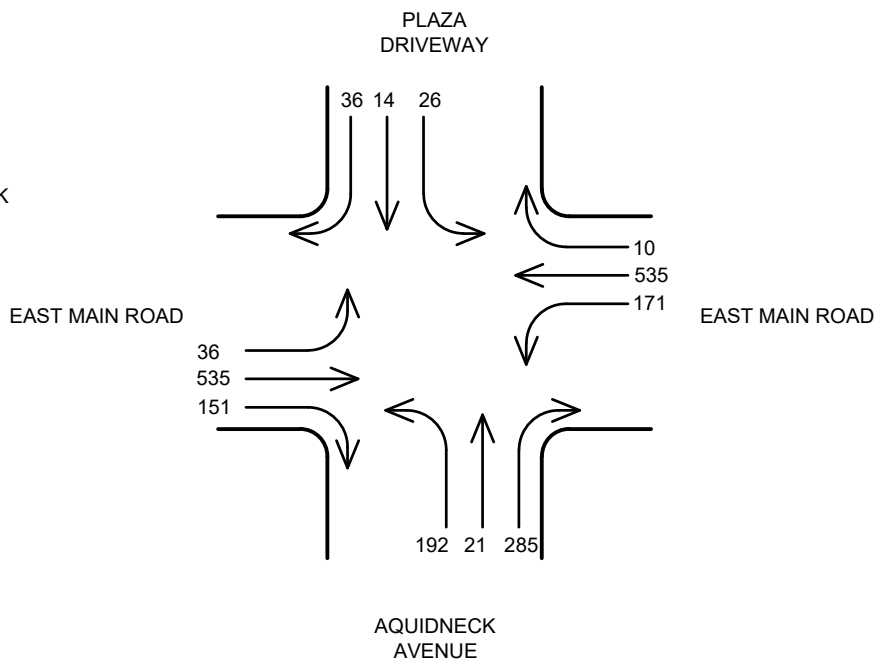 PLAZA
DRIVEWAY
36 14 26
K
10
535
171
EAST MAIN ROAD
EAST MAIN ROAD
36
535
151
192 21 285
AQUIDNECK
AVENUE